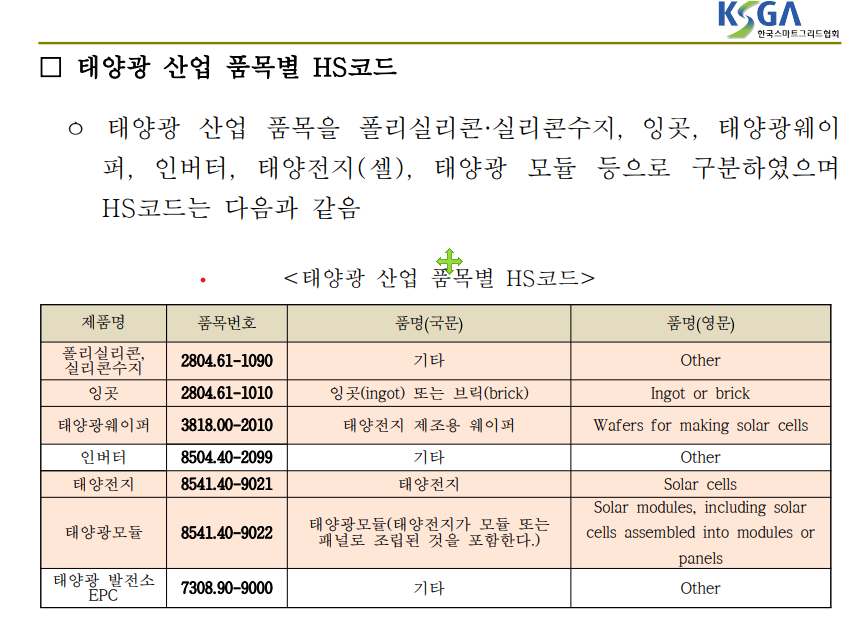 KSGA
한국스마트그리드협회
□ 태양광 산업 품목별 HS코드
○ 태양광 산업 품목을 폴리실리콘·실리콘수지, 잉곳, 태양광웨이
퍼, 인버터, 태양전지(셀), 태양광 모듈 등으로 구분하였으며
HS코드는 다음과 같음
<태양광 산업 품목별 HS코드>
제품명 품목번호 품명(국문) 품명(영문)
폴리실리콘,
실리콘수지 2804.61-1090 기타 Other
잉곳 2804.61-1010 잉곳(ingot) 또는 브릭(brick) Ingot or brick
태양광웨이퍼 3818.00-2010 태양전지 제조용 웨이퍼 Wafers for making solar cells
인버터 8504.40-2099 기타 Other
태양전지 8541.40-9021 태양전지 Solar cells
태양광모듈 8541.40-9022 태양광모듈(태양전지가 모듈 또는
패널로 조립된 것을 포함한다.) Solar modules, including solar
cells assembled into modules or
panels
태양광 발전소
EPC 7308.90-9000 기타 Other